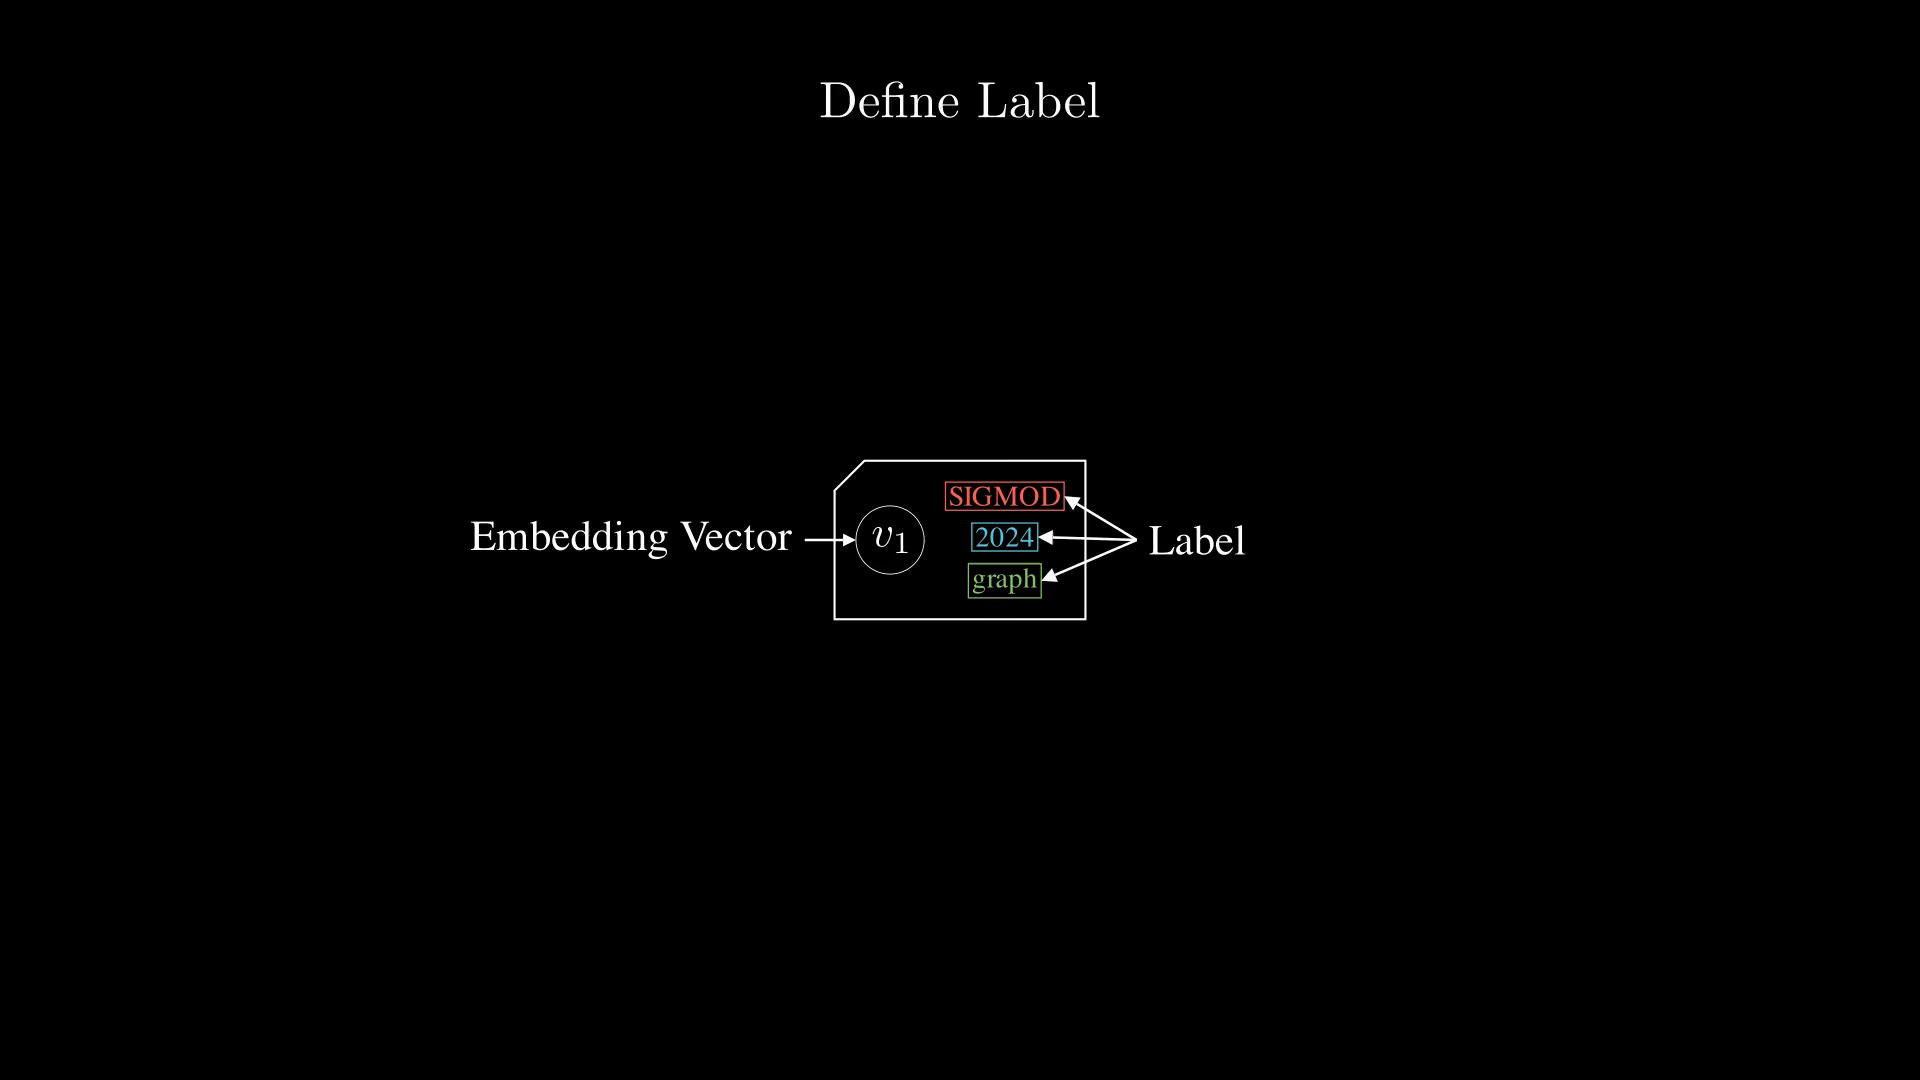 Define Label
SIGMOD
Embedding Vector
v₁
2024
Label
graph